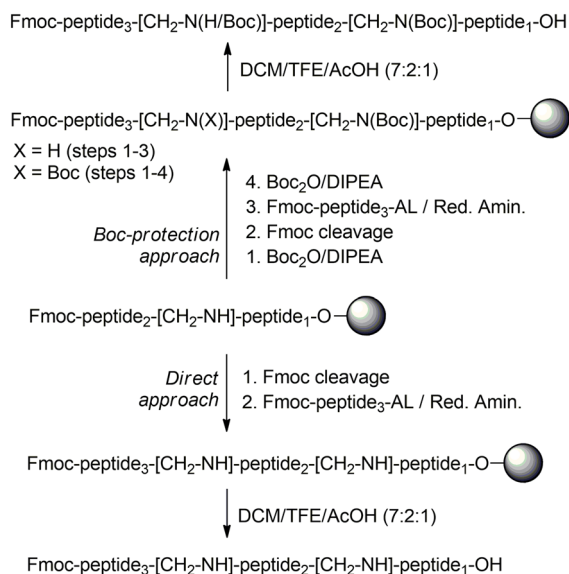 Fmoc-peptide₃-[CH₂-N(H/Boc)]-peptide₂-[CH₂-N(Boc)]-peptide₁-OH
DCM/TFE/AcOH (7:2:1)
Fmoc-peptide₃-[CH₂-N(X)]-peptide₂-[CH₂-N(Boc)]-peptide₁-O
X = H (steps 1-3)
X = Boc (steps 1-4)
4. Boc₂O/DIPEA
3. Fmoc-peptide₃-AL / Red. Amin.
2. Fmoc cleavage
1. Boc₂O/DIPEA
Boc-protection
approach
Fmoc-peptide₂-[CH₂-NH]-peptide₁-O
Direct
approach
1. Fmoc cleavage
2. Fmoc-peptide₃-AL / Red. Amin.
Fmoc-peptide₃-[CH₂-NH]-peptide₂-[CH₂-NH]-peptide₁-O
DCM/TFE/AcOH (7:2:1)
Fmoc-peptide₃-[CH₂-NH]-peptide₂-[CH₂-NH]-peptide₁-OH